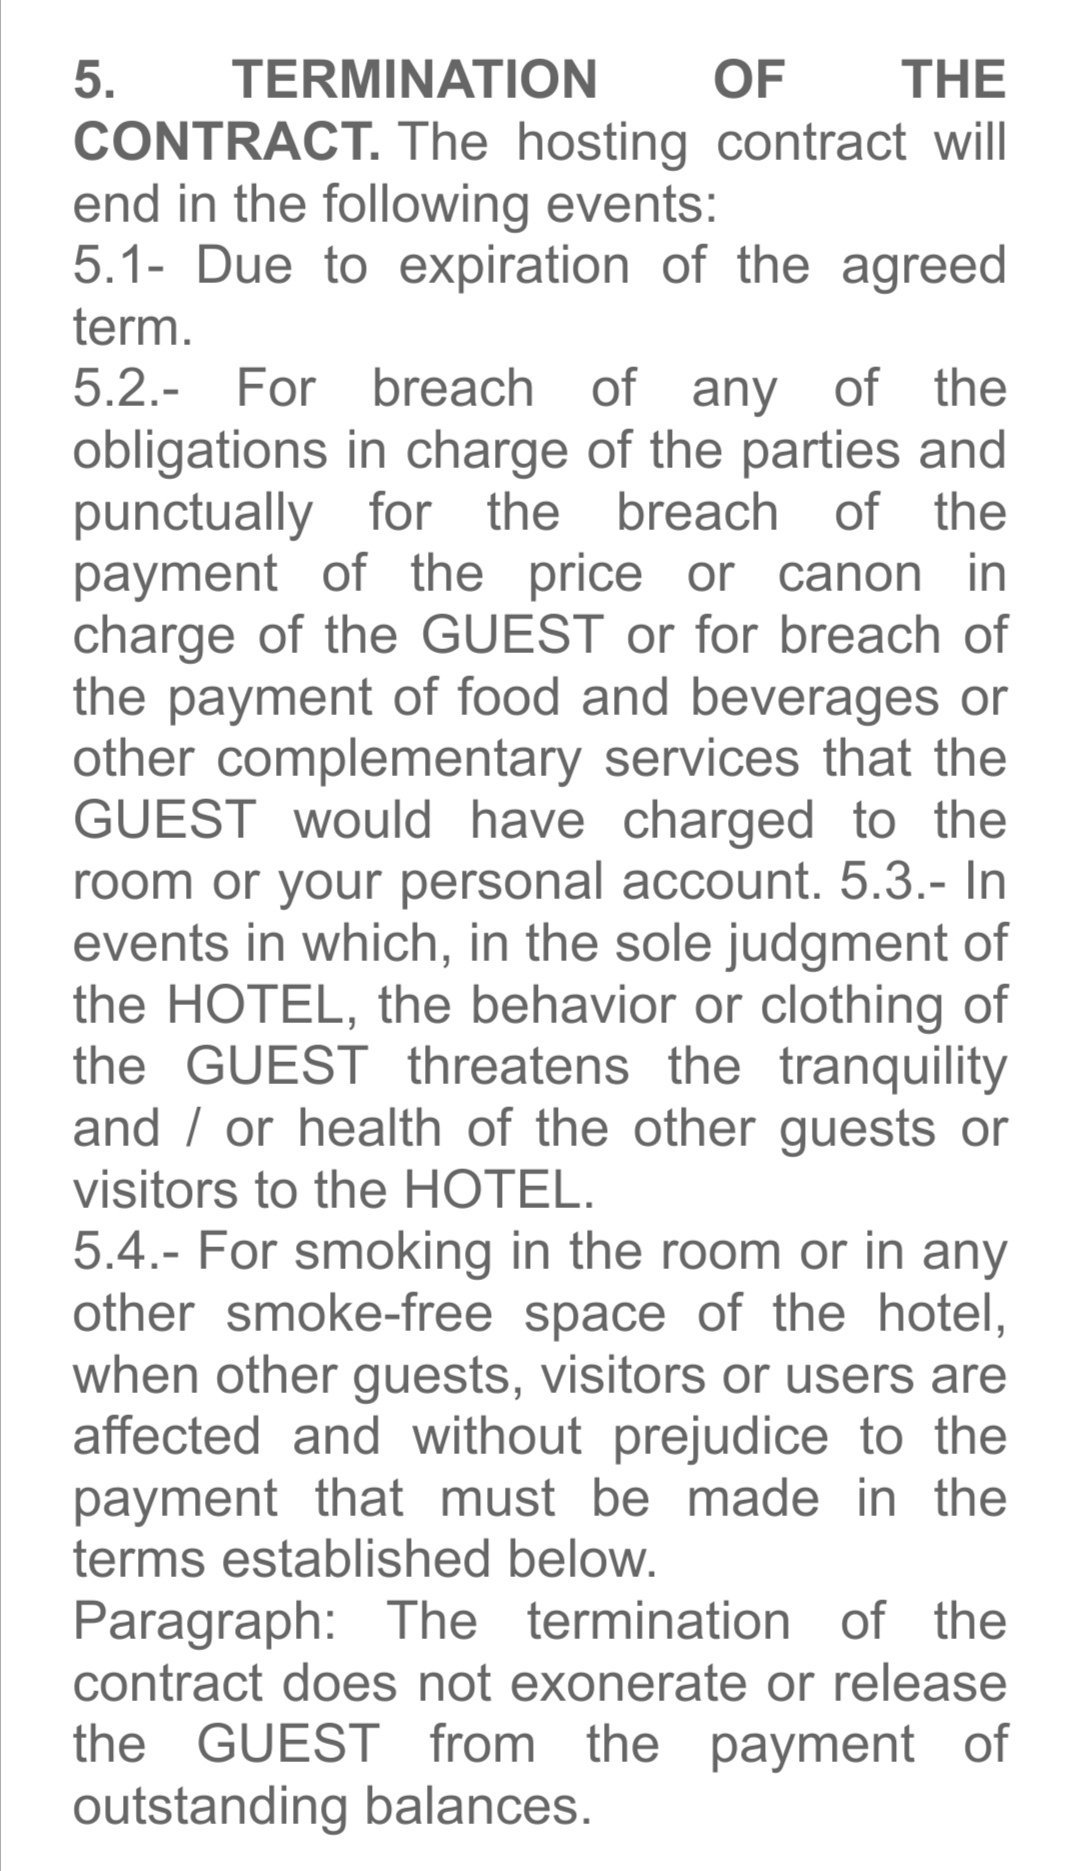 5. TERMINATION OF THE
CONTRACT. The hosting contract will
end in the following events:
5.1- Due to expiration of the agreed
term.
5.2.- For breach of any of the
obligations in charge of the parties and
punctually for the breach of the
payment of the price or canon in
charge of the GUEST or for breach of
the payment of food and beverages or
other complementary services that the
GUEST would have charged to the
room or your personal account. 5.3.- In
events in which, in the sole judgment of
the HOTEL, the behavior or clothing of
the GUEST threatens the tranquility
and / or health of the other guests or
visitors to the HOTEL.
5.4.- For smoking in the room or in any
other smoke-free space of the hotel,
when other guests, visitors or users are
affected and without prejudice to the
payment that must be made in the
terms established below.
Paragraph: The termination of the
contract does not exonerate or release
the GUEST from the payment of
outstanding balances.